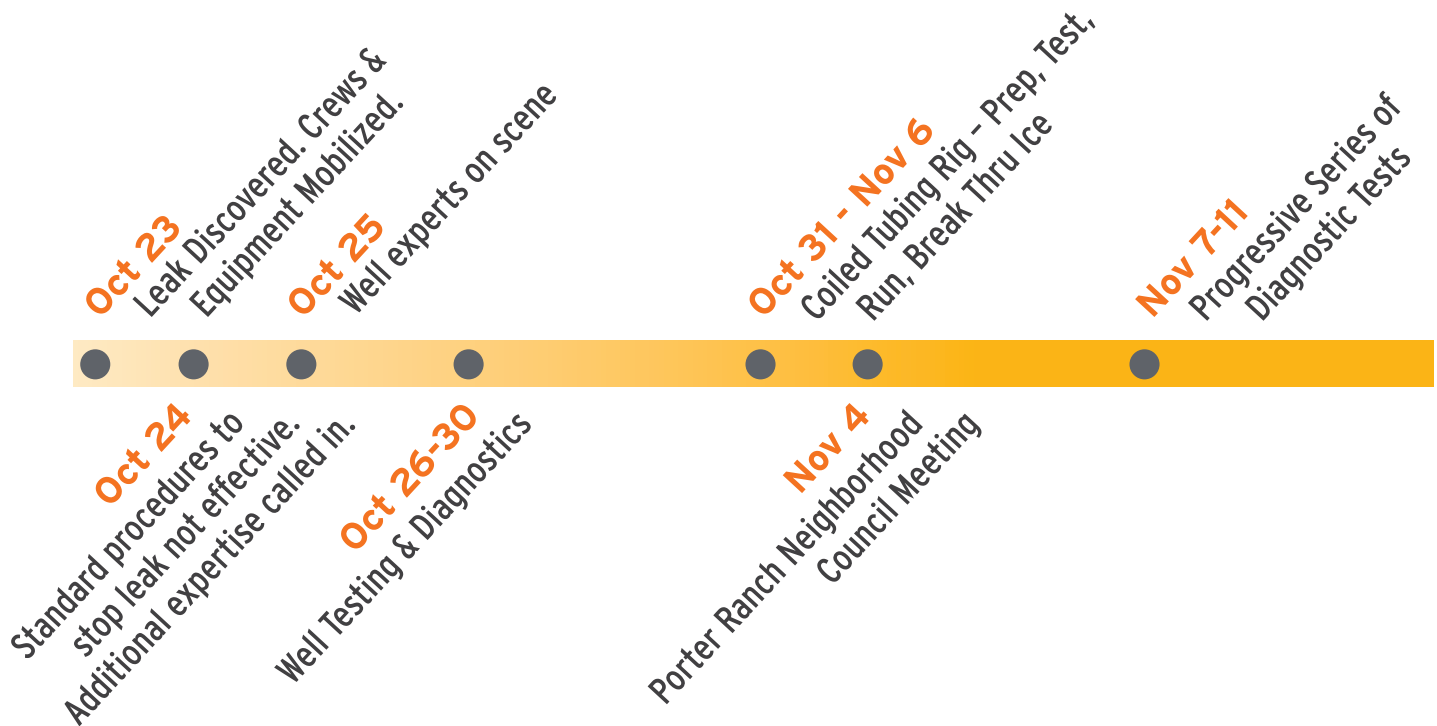 Oct 23
Leak Discovered. Crews &
Equipment Mobilized.
Oct 24
Standard procedures to
stop leak not effective.
Additional expertise called in.
Oct 25
Well experts on scene
Oct 26-30
Well Testing & Diagnostics
Oct 31 - Nov 6
Coiled Tubing Rig – Prep, Test,
Run, Break Thru Ice
Nov 4
Porter Ranch Neighborhood
Council Meeting
Nov 7-11
Progressive Series of
Diagnostic Tests